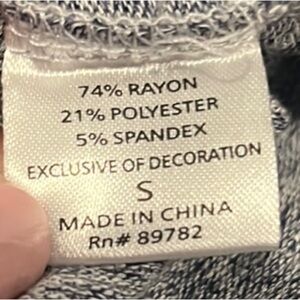 74% RAYON
21% POLYESTER
5% SPANDEX
EXCLUSIVE OF DECORATION
S
MADE IN CHINA
Rn# 89782